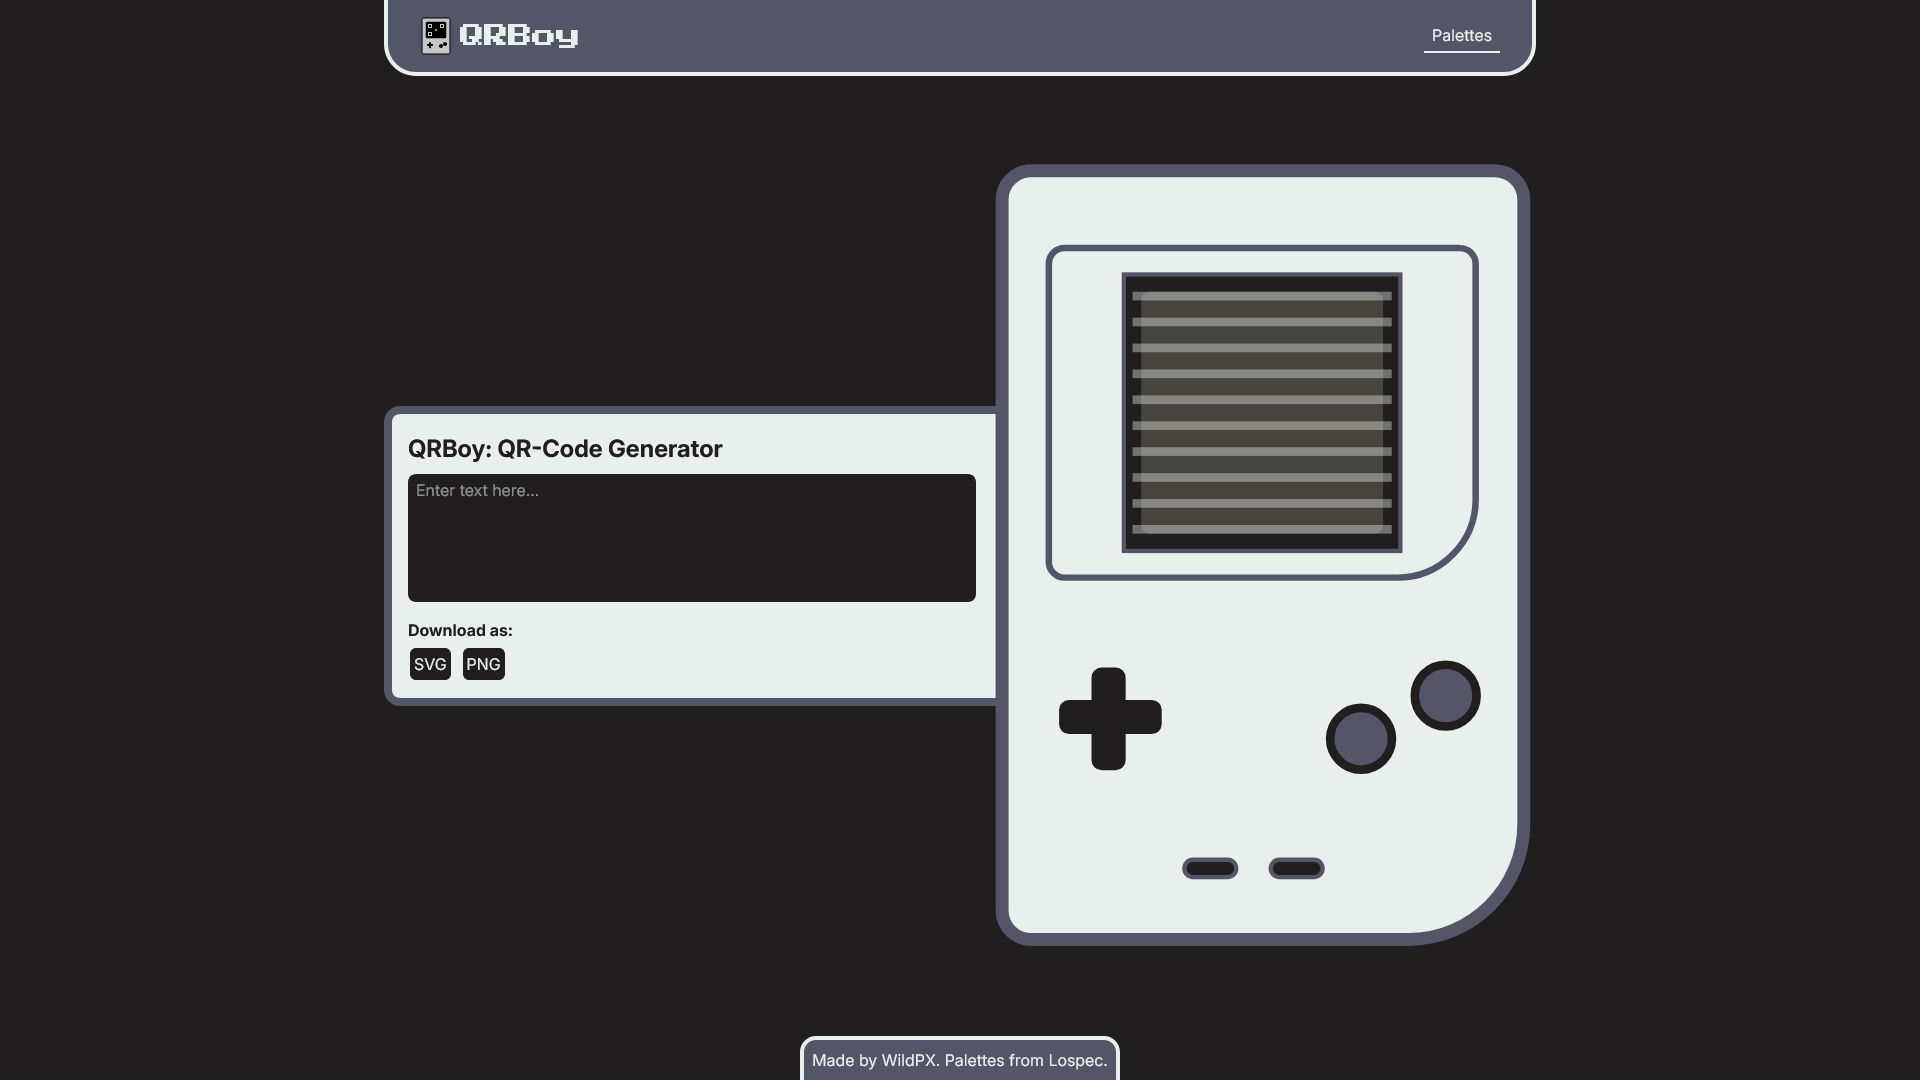 QRBoy
Palettes
QRBoy: QR-Code Generator
Enter text here...
Download as:
SVG PNG
Made by WildPX. Palettes from Lospec.